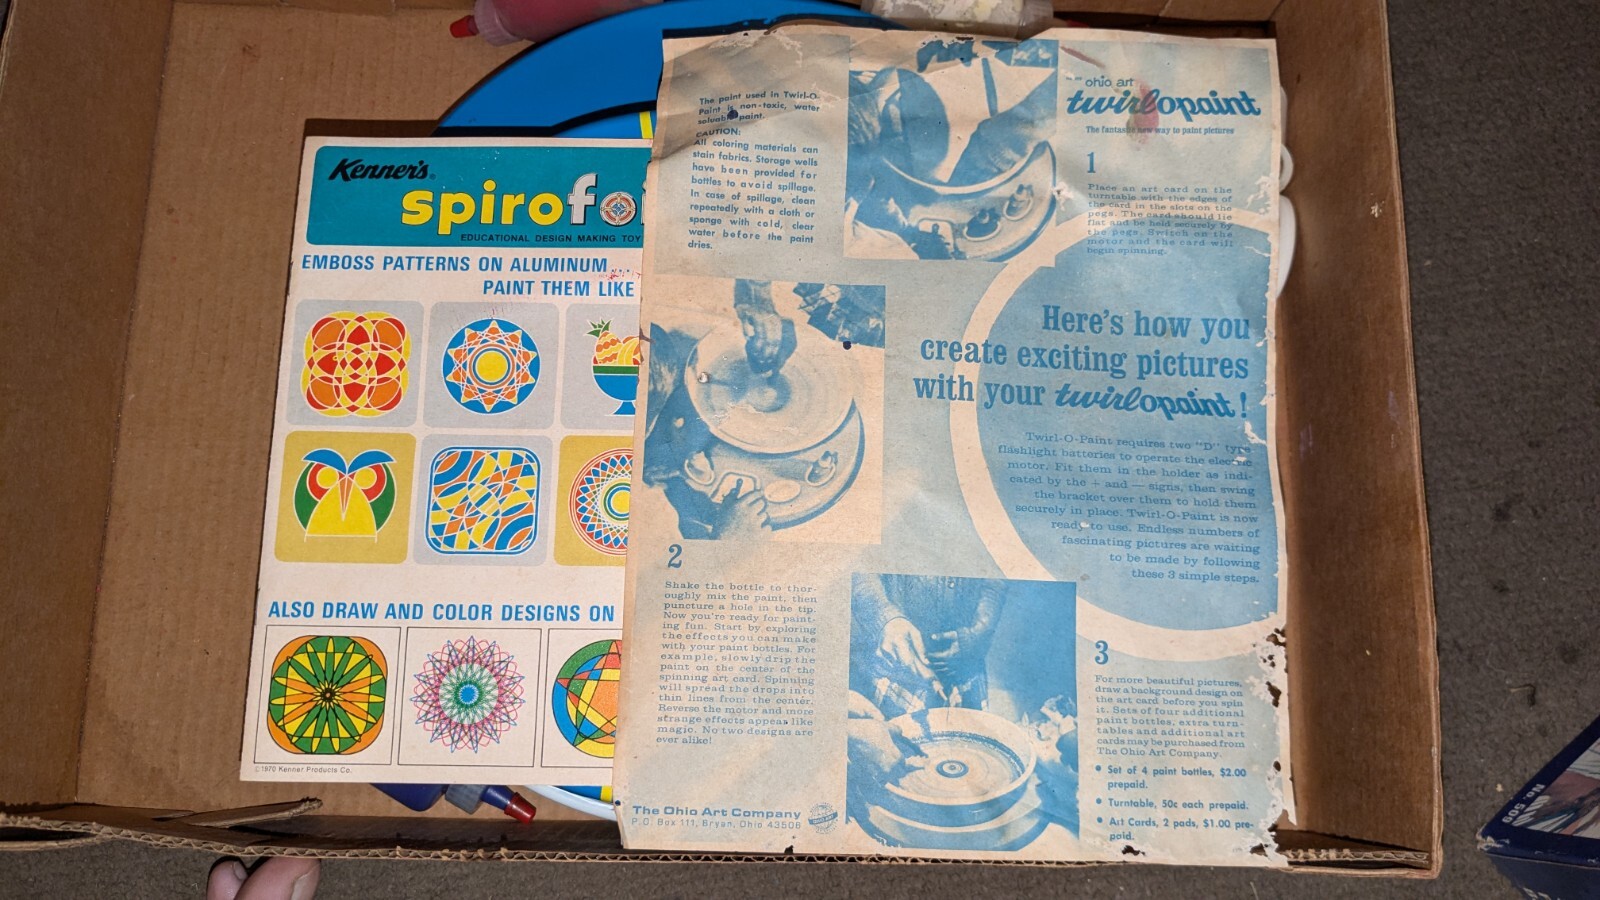 Kenner's®
spirofo
EDUCATIONAL DESIGN MAKING TOY
EMBOSS PATTERNS ON ALUMINUM
PAINT THEM LIKE
ALSO DRAW AND COLOR DESIGNS ON
©1970 Kenner Products Co.
The paint used in Twirl-O-
Paint is non-toxic, water
soluable paint.
CAUTION:
All coloring materials can
stain fabrics. Storage wells
have been provided for
bottles to avoid spillage.
In case of spillage, clean
repeatedly with a cloth or
sponge with cold, clear
water before the paint
dries.
ohio art
twirlopaint
The fantastic new way to paint pictures
1
Place an art card on the
turntable with the edges of
the card in the slots on the
pegs. The card should lie
flat and be held securely by
the pegs. Switch on the
motor and the card will
begin spinning.
Here's how you
create exciting pictures
with your twirlopaint!
Twirl-O-Paint requires two "D" type
flashlight batteries to operate the electric
motor. Fit them in the holder as indi-
cated by the + and — signs, then swing
the bracket over them to hold them
securely in place. Twirl-O-Paint is now
ready to use. Endless numbers of
fascinating pictures are waiting
to be made by following
these 3 simple steps.
2
Shake the bottle to thor-
oughly mix the paint, then
puncture a hole in the tip.
Now you're ready for paint-
ing fun. Start by exploring
the effects you can make
with your paint bottles. For
example, slowly drip the
paint on the center of the
spinning art card. Spinning
will spread the drops into
thin lines from the center.
Reverse the motor and more
strange effects appear like
magic. No two designs are
ever alike!
3
For more beautiful pictures,
draw a background design on
the art card before you spin
it. Sets of four additional
paint bottles, extra turn-
tables and additional art
cards may be purchased from
The Ohio Art Company.
• Set of 4 paint bottles, $2.00
prepaid.
• Turntable, 50c each prepaid.
• Art Cards, 2 pads, $1.00 pre-
paid.
The Ohio Art Company
P.O. Box 111, Bryan, Ohio 43506
No 509